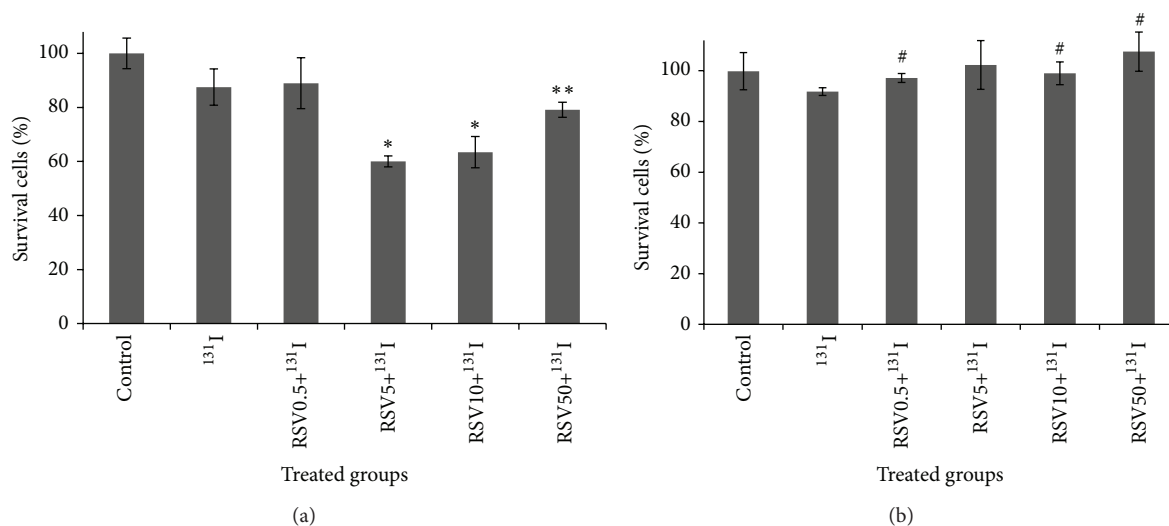 100
80
60
40
20
0
Survival cells (%)
*
*
**
Control
¹³¹I
RSV0.5+¹³¹I
RSV5+¹³¹I
RSV10+¹³¹I
RSV50+¹³¹I
Treated groups
(a)
100
80
60
40
20
0
Survival cells (%)
#
#
#
Control
¹³¹I
RSV0.5+¹³¹I
RSV5+¹³¹I
RSV10+¹³¹I
RSV50+¹³¹I
Treated groups
(b)